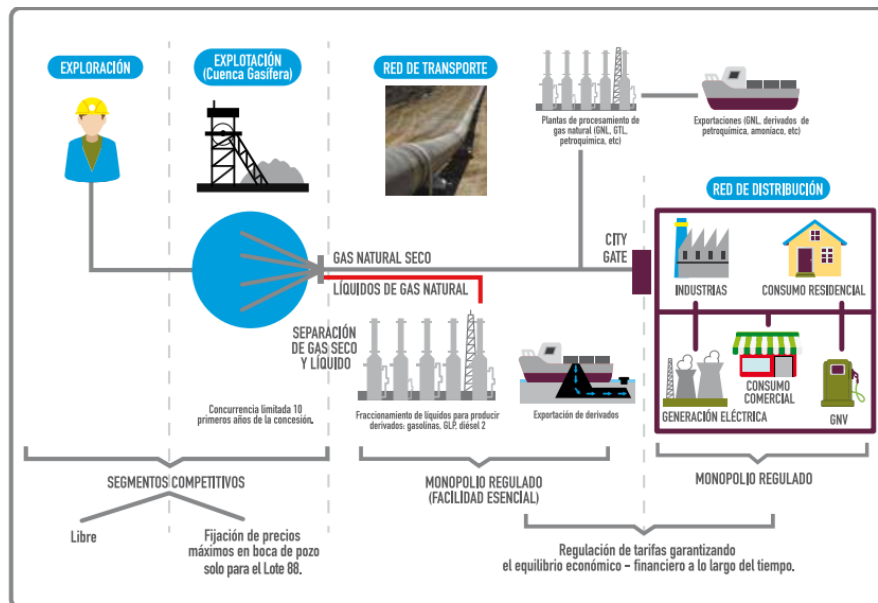 EXPLORACIÓN
EXPLOTACIÓN
(Cuenca Gasífera)
RED DE TRANSPORTE
Plantas de procesamiento de
gas natural (GNL, GTL,
petroquímica, etc)
Exportaciones (GNL, derivados de
petroquímica, amoníaco, etc)
RED DE DISTRIBUCIÓN
CITY
GATE
GAS NATURAL SECO
LÍQUIDOS DE GAS NATURAL
INDUSTRIAS
CONSUMO RESIDENCIAL
SEPARACIÓN
DE GAS SECO
Y LÍQUIDO
CONSUMO
COMERCIAL
GENERACIÓN ELÉCTRICA
GNV
Concurrencia limitada 10
primeros años de la concesión.
Fraccionamiento de líquidos para producir
derivados: gasolinas, GLP, diésel 2
Exportación de derivados
SEGMENTOS COMPETITIVOS
MONOPOLIO REGULADO
(FACILIDAD ESENCIAL)
MONOPOLIO REGULADO
Libre
Fijación de precios
máximos en boca de pozo
solo para el Lote 88.
Regulación de tarifas garantizando
el equilibrio económico - financiero a lo largo del tiempo.